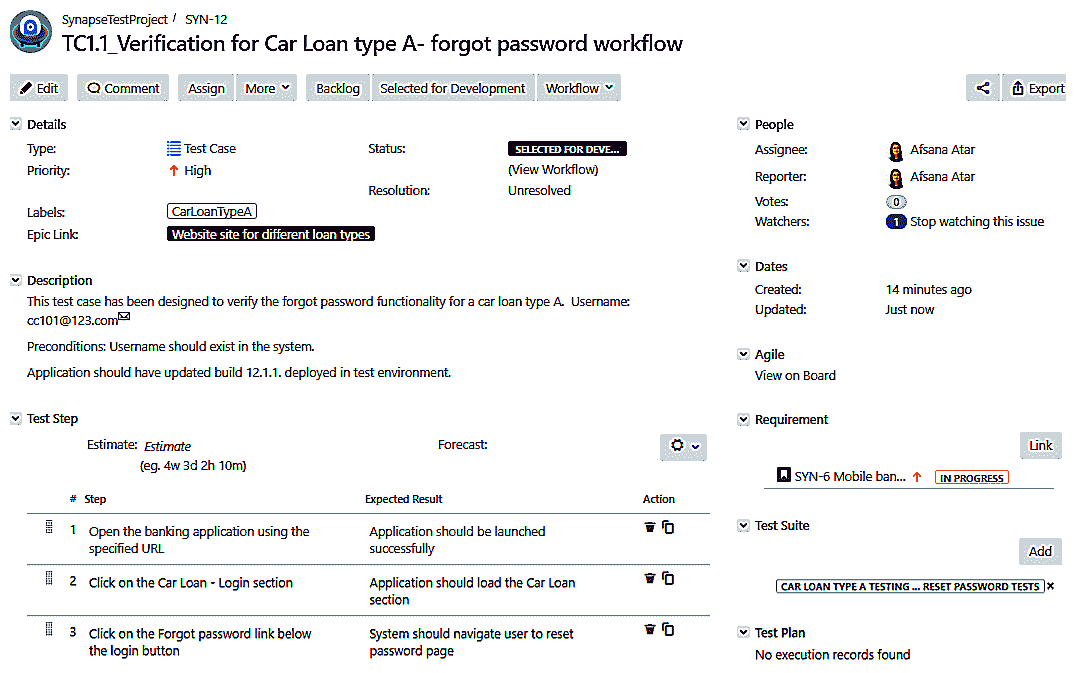 SynapseTestProject / SYN-12
TC1.1_Verification for Car Loan type A- forgot password workflow
Edit Comment Assign More Backlog Selected for Development Workflow Export
Details
Type: Test Case Status: SELECTED FOR DEVE...
Priority: High (View Workflow)
Resolution: Unresolved
Labels: CarLoanTypeA
Epic Link: Website site for different loan types
Description
This test case has been designed to verify the forgot password functionality for a car loan type A. Username:
cc101@123.com
Preconditions: Username should exist in the system.
Application should have updated build 12.1.1. deployed in test environment.
Test Step
Estimate: Estimate Forecast:
(eg. 4w 3d 2h 10m)
# Step Expected Result Action
1 Open the banking application using the Application should be launched
specified URL successfully
2 Click on the Car Loan - Login section Application should load the Car Loan
section
3 Click on the Forgot password link below System should navigate user to reset
the login button password page
People
Assignee: Afsana Atar
Reporter: Afsana Atar
Votes: 0
Watchers: 1 Stop watching this issue
Dates
Created: 14 minutes ago
Updated: Just now
Agile
View on Board
Requirement
Link
SYN-6 Mobile ban... IN PROGRESS
Test Suite
Add
CAR LOAN TYPE A TESTING ... RESET PASSWORD TESTS
Test Plan
No execution records found